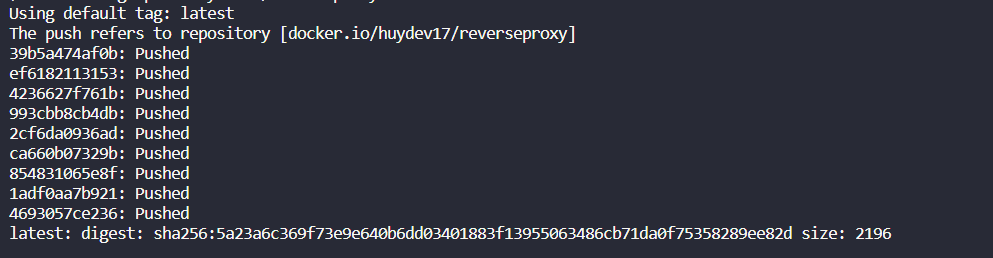 Using default tag: latest
The push refers to repository [docker.io/huydev17/reverseproxy]
39b5a474af0b: Pushed
ef6182113153: Pushed
4236627f761b: Pushed
993cbb8cb4db: Pushed
2cf6da0936ad: Pushed
ca660b07329b: Pushed
854831065e8f: Pushed
1adf0aa7b921: Pushed
4693057ce236: Pushed
latest: digest: sha256:5a23a6c369f73e9e640b6dd03401883f13955063486cb71da0f75358289ee82d size: 2196